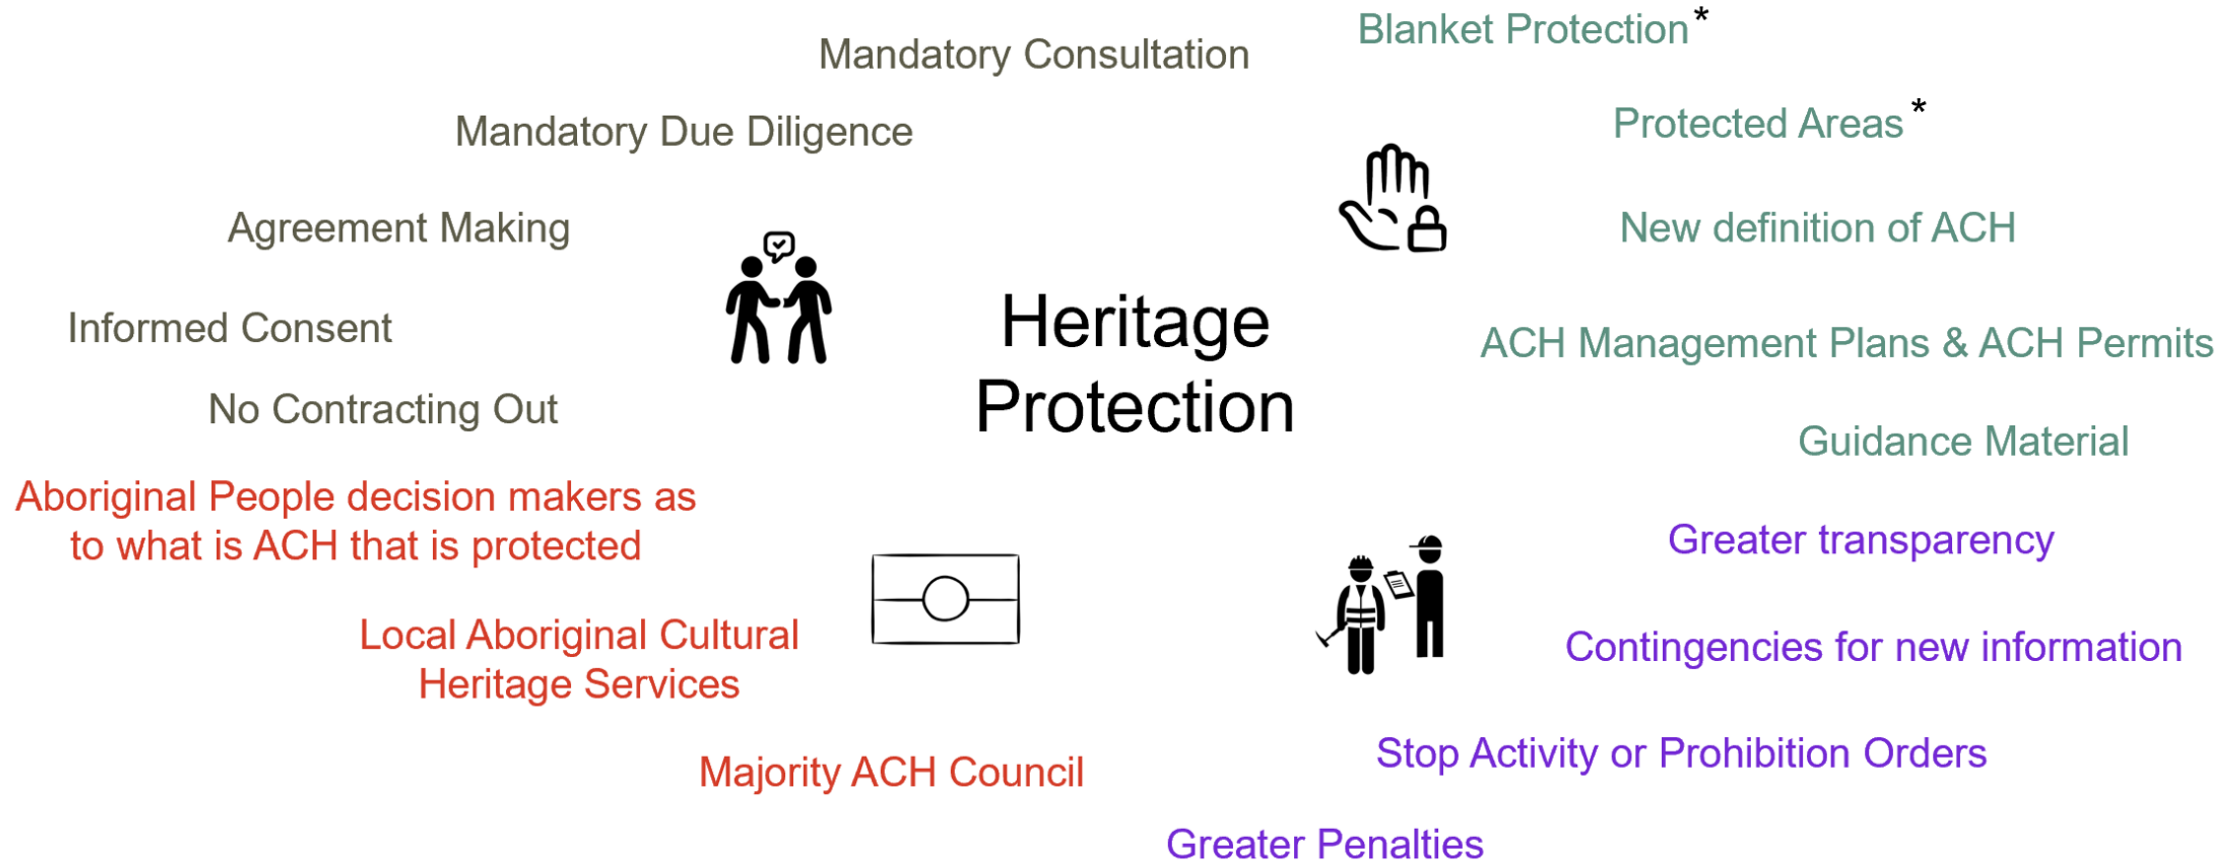 Mandatory Consultation
Blanket Protection*
Mandatory Due Diligence
Protected Areas*
Agreement Making
New definition of ACH
Informed Consent
Heritage
Protection
ACH Management Plans & ACH Permits
No Contracting Out
Guidance Material
Aboriginal People decision makers as
to what is ACH that is protected
Greater transparency
Local Aboriginal Cultural
Heritage Services
Contingencies for new information
Majority ACH Council
Stop Activity or Prohibition Orders
Greater Penalties